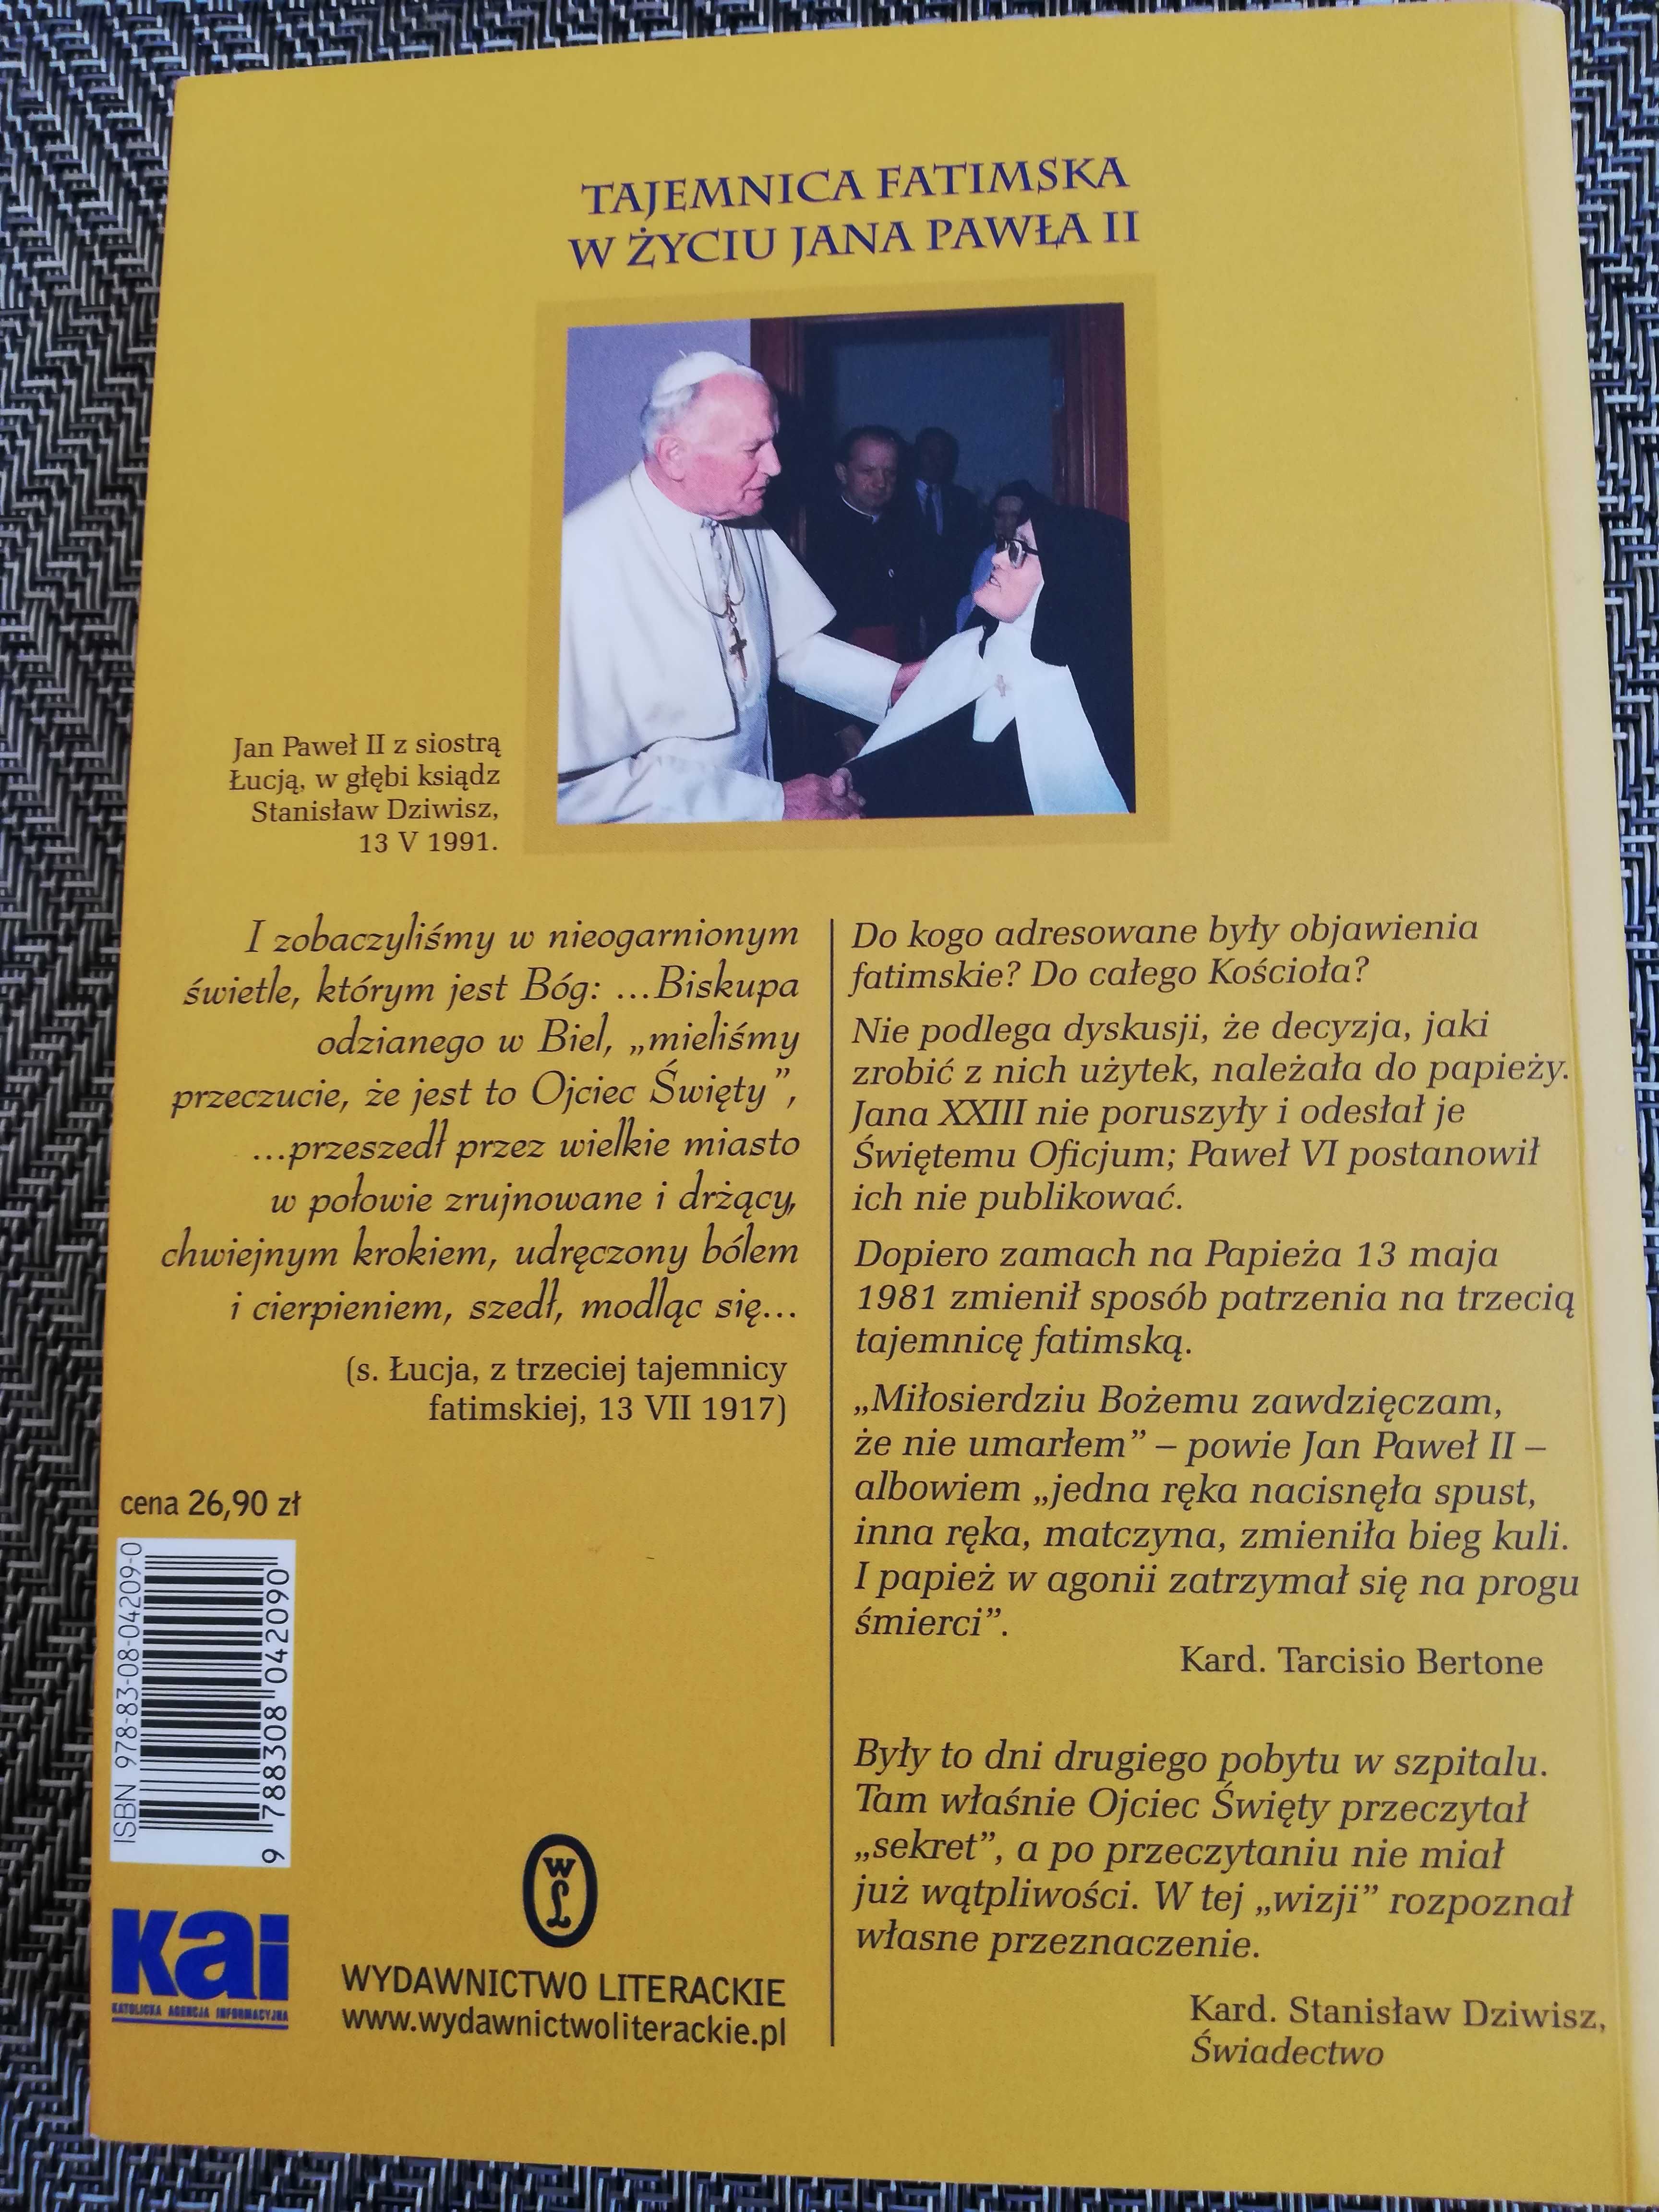 TAJEMNICA FATIMSKA
W ŻYCIU JANA PAWŁA II
Jan Paweł II z siostrą
Łucją, w głębi ksiądz
Stanisław Dziwisz,
13 V 1991.
I zobaczyliśmy w nieogarnionym
świetle, którym jest Bóg: ...Biskupa
odzianego w Biel, „mieliśmy
przeczucie, że jest to Ojciec Święty”,
...przeszedł przez wielkie miasto
w połowie zrujnowane i drżący,
chwiejnym krokiem, udręczony bólem
i cierpieniem, szedł, modląc się...
(s. Łucja, z trzeciej tajemnicy
fatimskiej, 13 VII 1917)
Do kogo adresowane były objawienia
fatimskie? Do całego Kościoła?
Nie podlega dyskusji, że decyzja, jaki
zrobić z nich użytek, należała do papieży.
Jana XXIII nie poruszyły i odesłał je
Świętemu Oficjum; Paweł VI postanowił
ich nie publikować.
Dopiero zamach na Papieża 13 maja
1981 zmienił sposób patrzenia na trzecią
tajemnicę fatimską.
„Miłosierdziu Bożemu zawdzięczam,
że nie umarłem” – powie Jan Paweł II –
albowiem „jedna ręka nacisnęła spust,
inna ręka, matczyna, zmieniła bieg kuli.
I papież w agonii zatrzymał się na progu
śmierci”.
Kard. Tarcisio Bertone
Były to dni drugiego pobytu w szpitalu.
Tam właśnie Ojciec Święty przeczytał
„sekret”, a po przeczytaniu nie miał
już wątpliwości. W tej „wizji” rozpoznał
własne przeznaczenie.
Kard. Stanisław Dziwisz,
Świadectwo
cena 26,90 zł
ISBN 978-83-08-04209-0
9 788308 042090
kai
KATOLICKA AGENCJA INFORMACYJNA
WL
WYDAWNICTWO LITERACKIE
www.wydawnictwoliterackie.pl